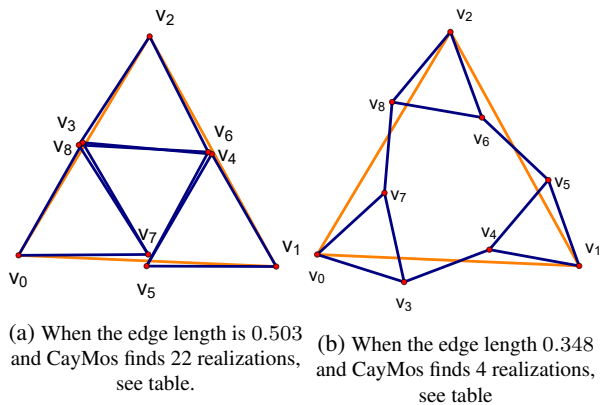 v₂
v₃
v₈
v₆
v₄
v₇
v₀
v₅
v₁
(a) When the edge length is 0.503
and CayMos finds 22 realizations,
see table.
v₂
v₈
v₆
v₅
v₇
v₄
v₀
v₁
v₃
(b) When the edge length 0.348
and CayMos finds 4 realizations,
see table